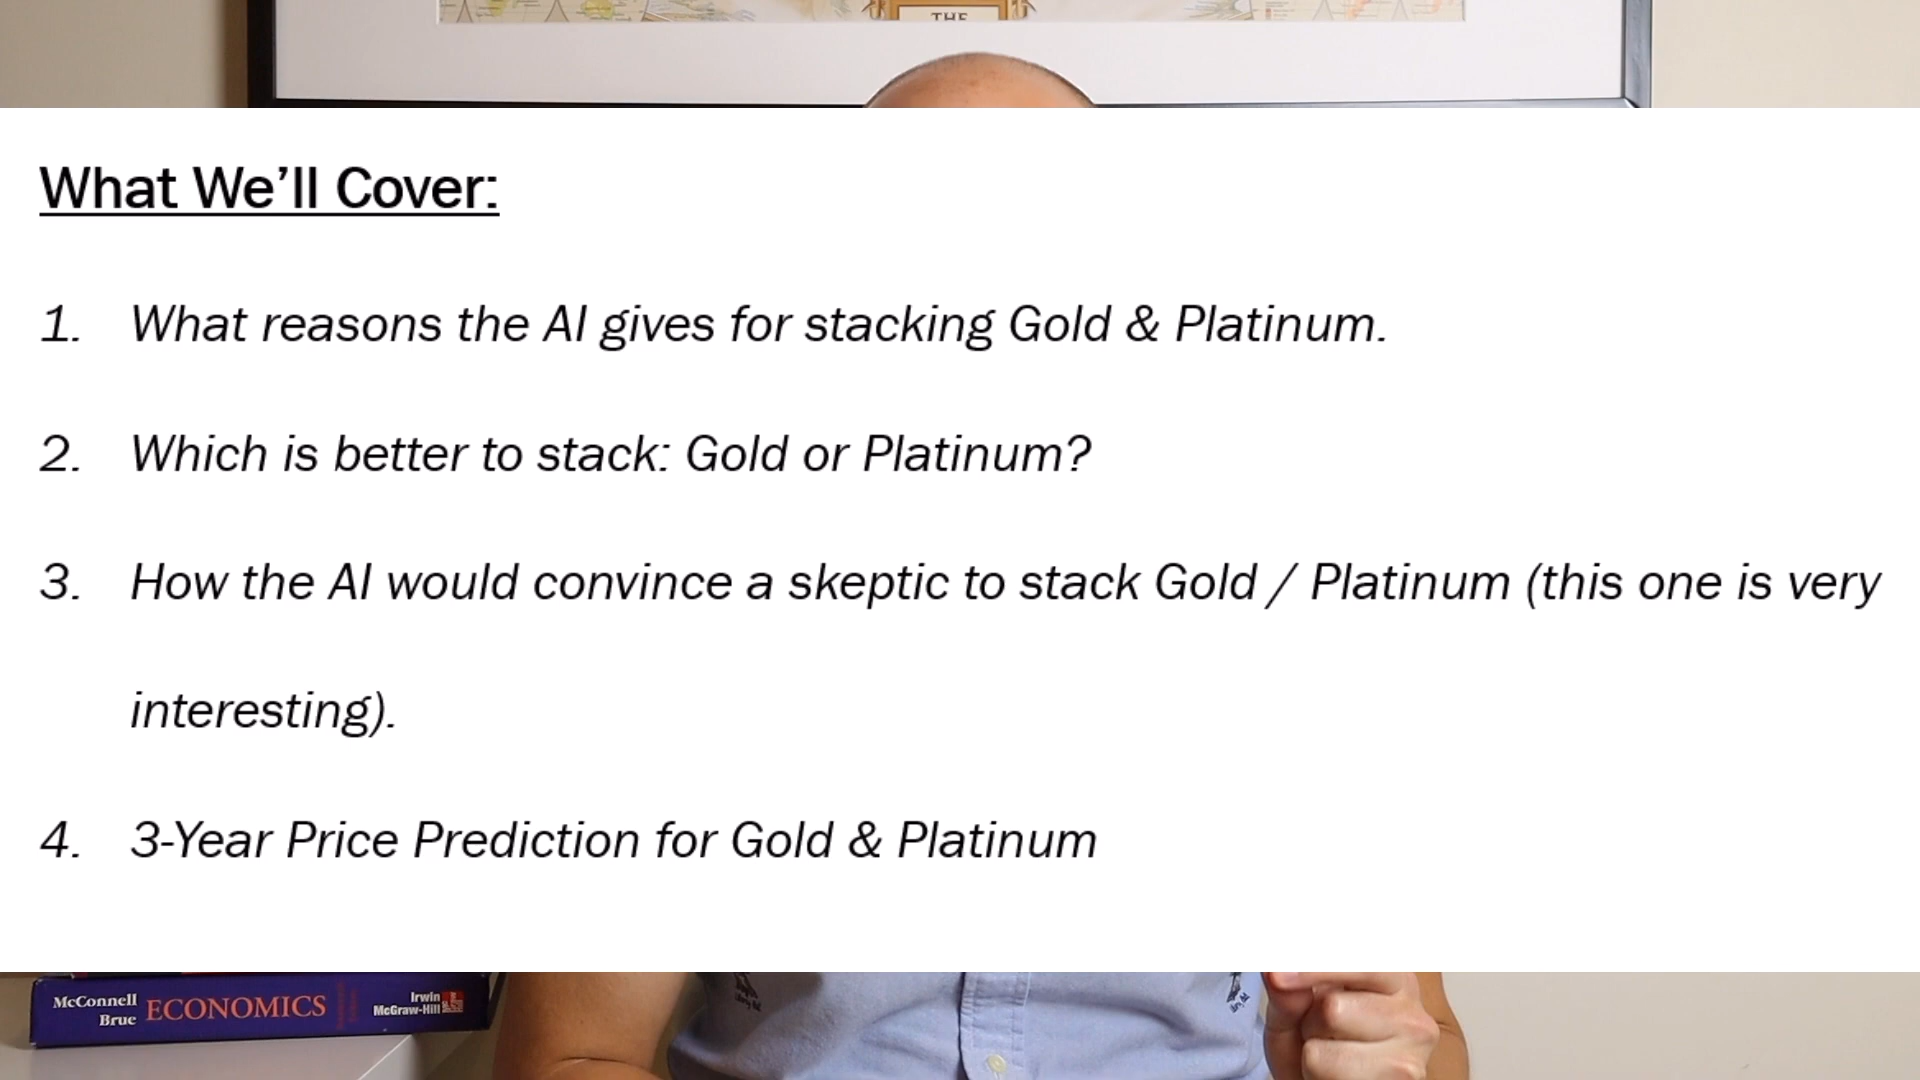 THE
What We'll Cover:
1. What reasons the AI gives for stacking Gold & Platinum.
2. Which is better to stack: Gold or Platinum?
3. How the AI would convince a skeptic to stack Gold / Platinum (this one is very
interesting).
4. 3-Year Price Prediction for Gold & Platinum
McConnell
Brue
ECONOMICS
Irwin
McGraw-Hill